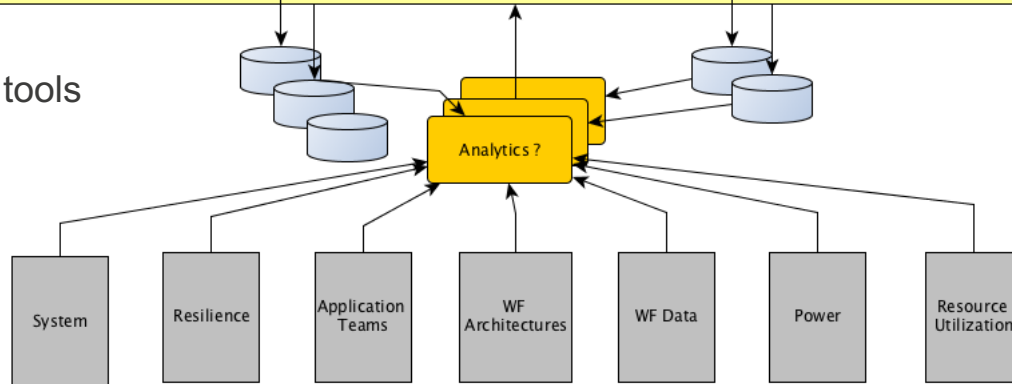 tools
Analytics ?
System
Resilience
Application
Teams
WF
Architectures
WF Data
Power
Resource
Utilization